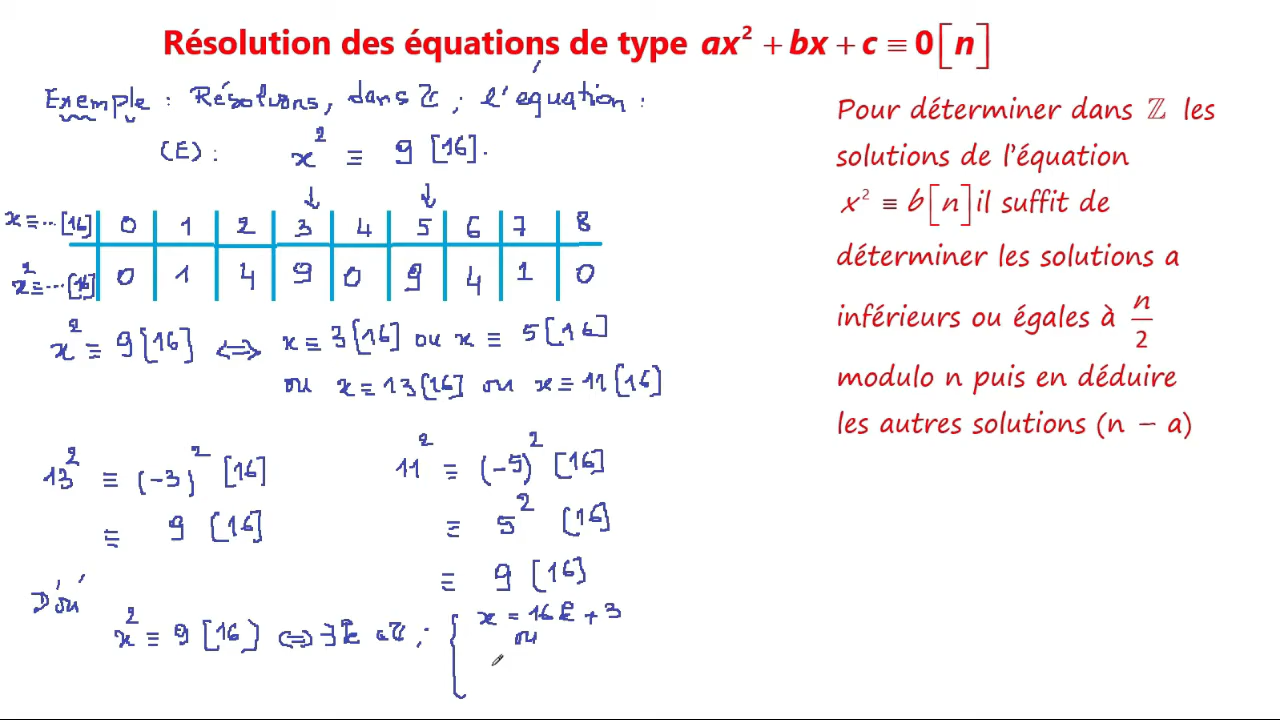 Résolution des équations de type ax² + bx + c ≡ 0[n]
Exemple : Résolvons, dans ℤ, l'équation :
(E) : x² ≡ 9 [16].
↓ ↓
x ≡ ... [16] 0 1 2 3 4 5 6 7 8
x² ≡ ... [16] 0 1 4 9 0 9 4 1 0
x² ≡ 9 [16] ⇔ x ≡ 3 [16] ou x ≡ 5 [16]
ou x ≡ 13 [16] ou x ≡ 11 [16]
13² ≡ (-3)² [16]
≡ 9 [16]
11² ≡ (-5)² [16]
≡ 5² [16]
≡ 9 [16]
D'où
x² ≡ 9 [16] ⇔ ∃k ∈ ℤ ; { x = 16k + 3
ou
Pour déterminer dans ℤ les
solutions de l'équation
x² ≡ b[n] il suffit de
déterminer les solutions a
inférieurs ou égales à n/2
modulo n puis en déduire
les autres solutions (n − a)